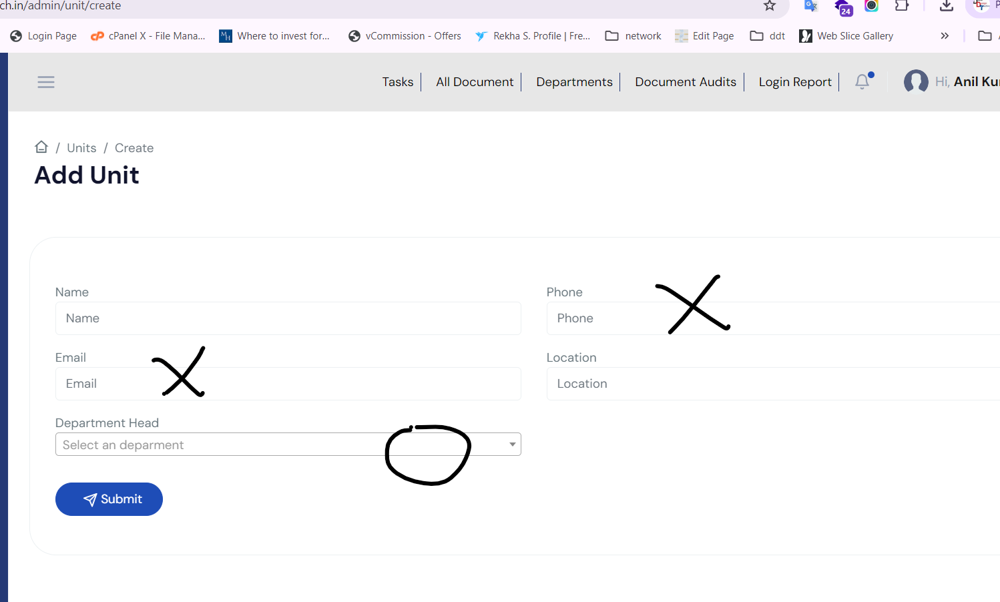 ch.in/admin/unit/create
24
Login Page cPanel X - File Mana... Where to invest for... vCommission - Offers Rekha S. Profile | Fre... network Edit Page ddt Web Slice Gallery »
Tasks All Document Departments Document Audits Login Report Hi, Anil Ku
/ Units / Create
Add Unit
Name Phone
Name Phone
Email Location
Email Location
Department Head
Select an deparment
Submit